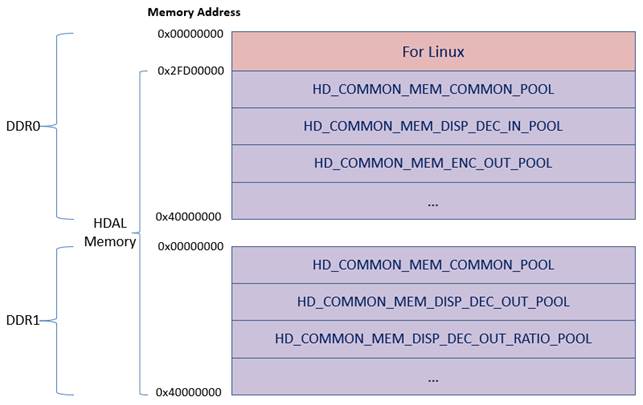 Memory Address
0x00000000
For Linux
0x2FD00000
HD_COMMON_MEM_COMMON_POOL
DDR0
HD_COMMON_MEM_DISP_DEC_IN_POOL
HD_COMMON_MEM_ENC_OUT_POOL
...
0x40000000
HDAL
Memory
0x00000000
HD_COMMON_MEM_COMMON_POOL
HD_COMMON_MEM_DISP_DEC_OUT_POOL
DDR1
HD_COMMON_MEM_DISP_DEC_OUT_RATIO_POOL
...
0x40000000